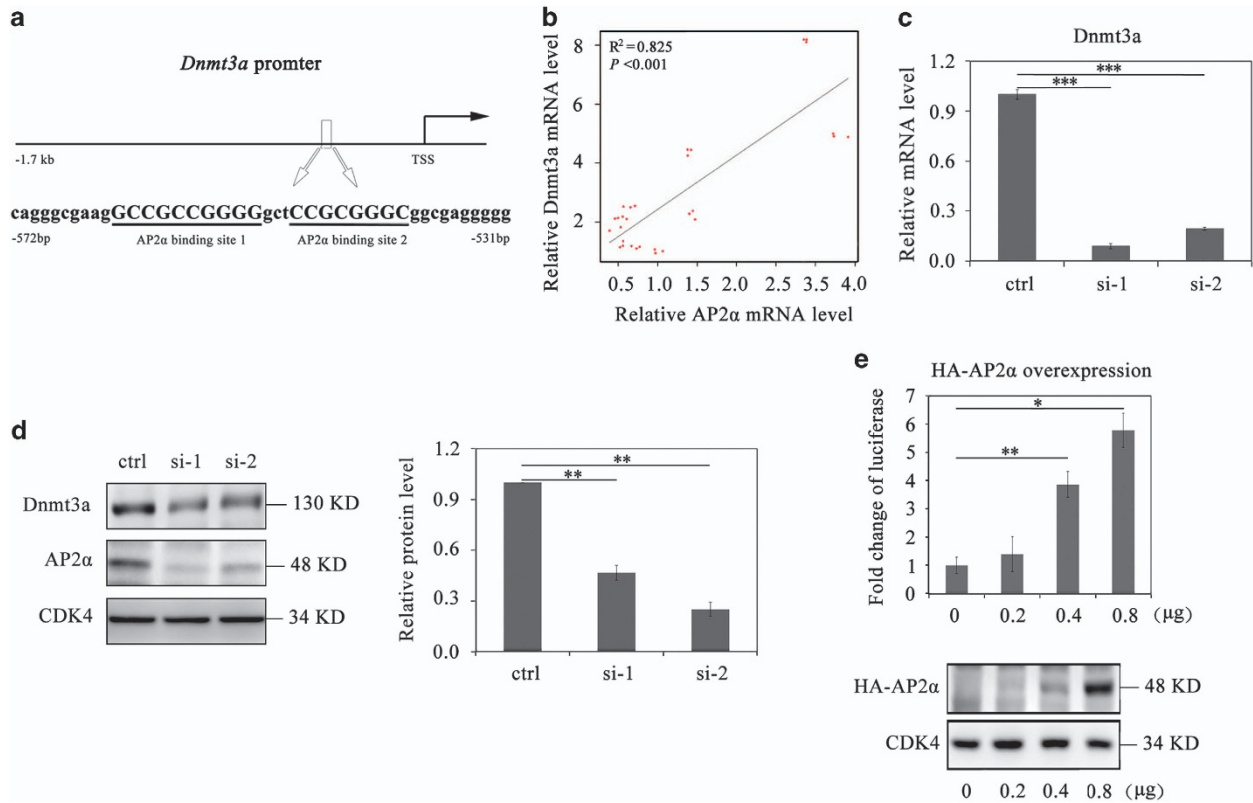 a
Dnmt3a promter
-1.7 kb
TSS
cagggcgaagGCCGCCGGGGgctCCGCGGGCggcgaggggg
-572bp
AP2α binding site 1
AP2α binding site 2
-531bp
b
R2 = 0.825
P <0.001
Relative Dnmt3a mRNA level
8
6
4
2
0.5 1.0 1.5 2.0 2.5 3.0 3.5 4.0
Relative AP2α mRNA level
c
Dnmt3a
Relative mRNA level
1.2
0.9
0.6
0.3
0.0
***
***
ctrl si-1 si-2
d
ctrl si-1 si-2
Dnmt3a 130 KD
AP2α 48 KD
CDK4 34 KD
Relative protein level
1.2
0.9
0.6
0.3
0.0
**
**
ctrl si-1 si-2
e
HA-AP2α overexpression
Fold change of luciferase
7
6
5
4
3
2
1
0
*
**
0 0.2 0.4 0.8 (μg)
HA-AP2α 48 KD
CDK4 34 KD
0 0.2 0.4 0.8 (μg)